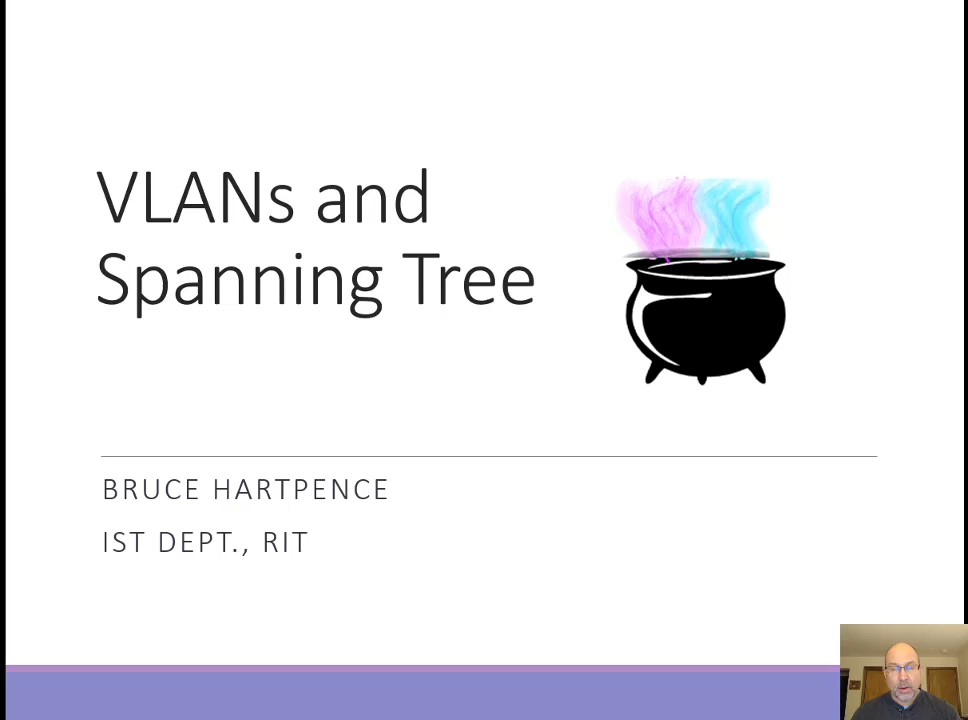 VLANs and
Spanning Tree
BRUCE HARTPENCE
IST DEPT., RIT